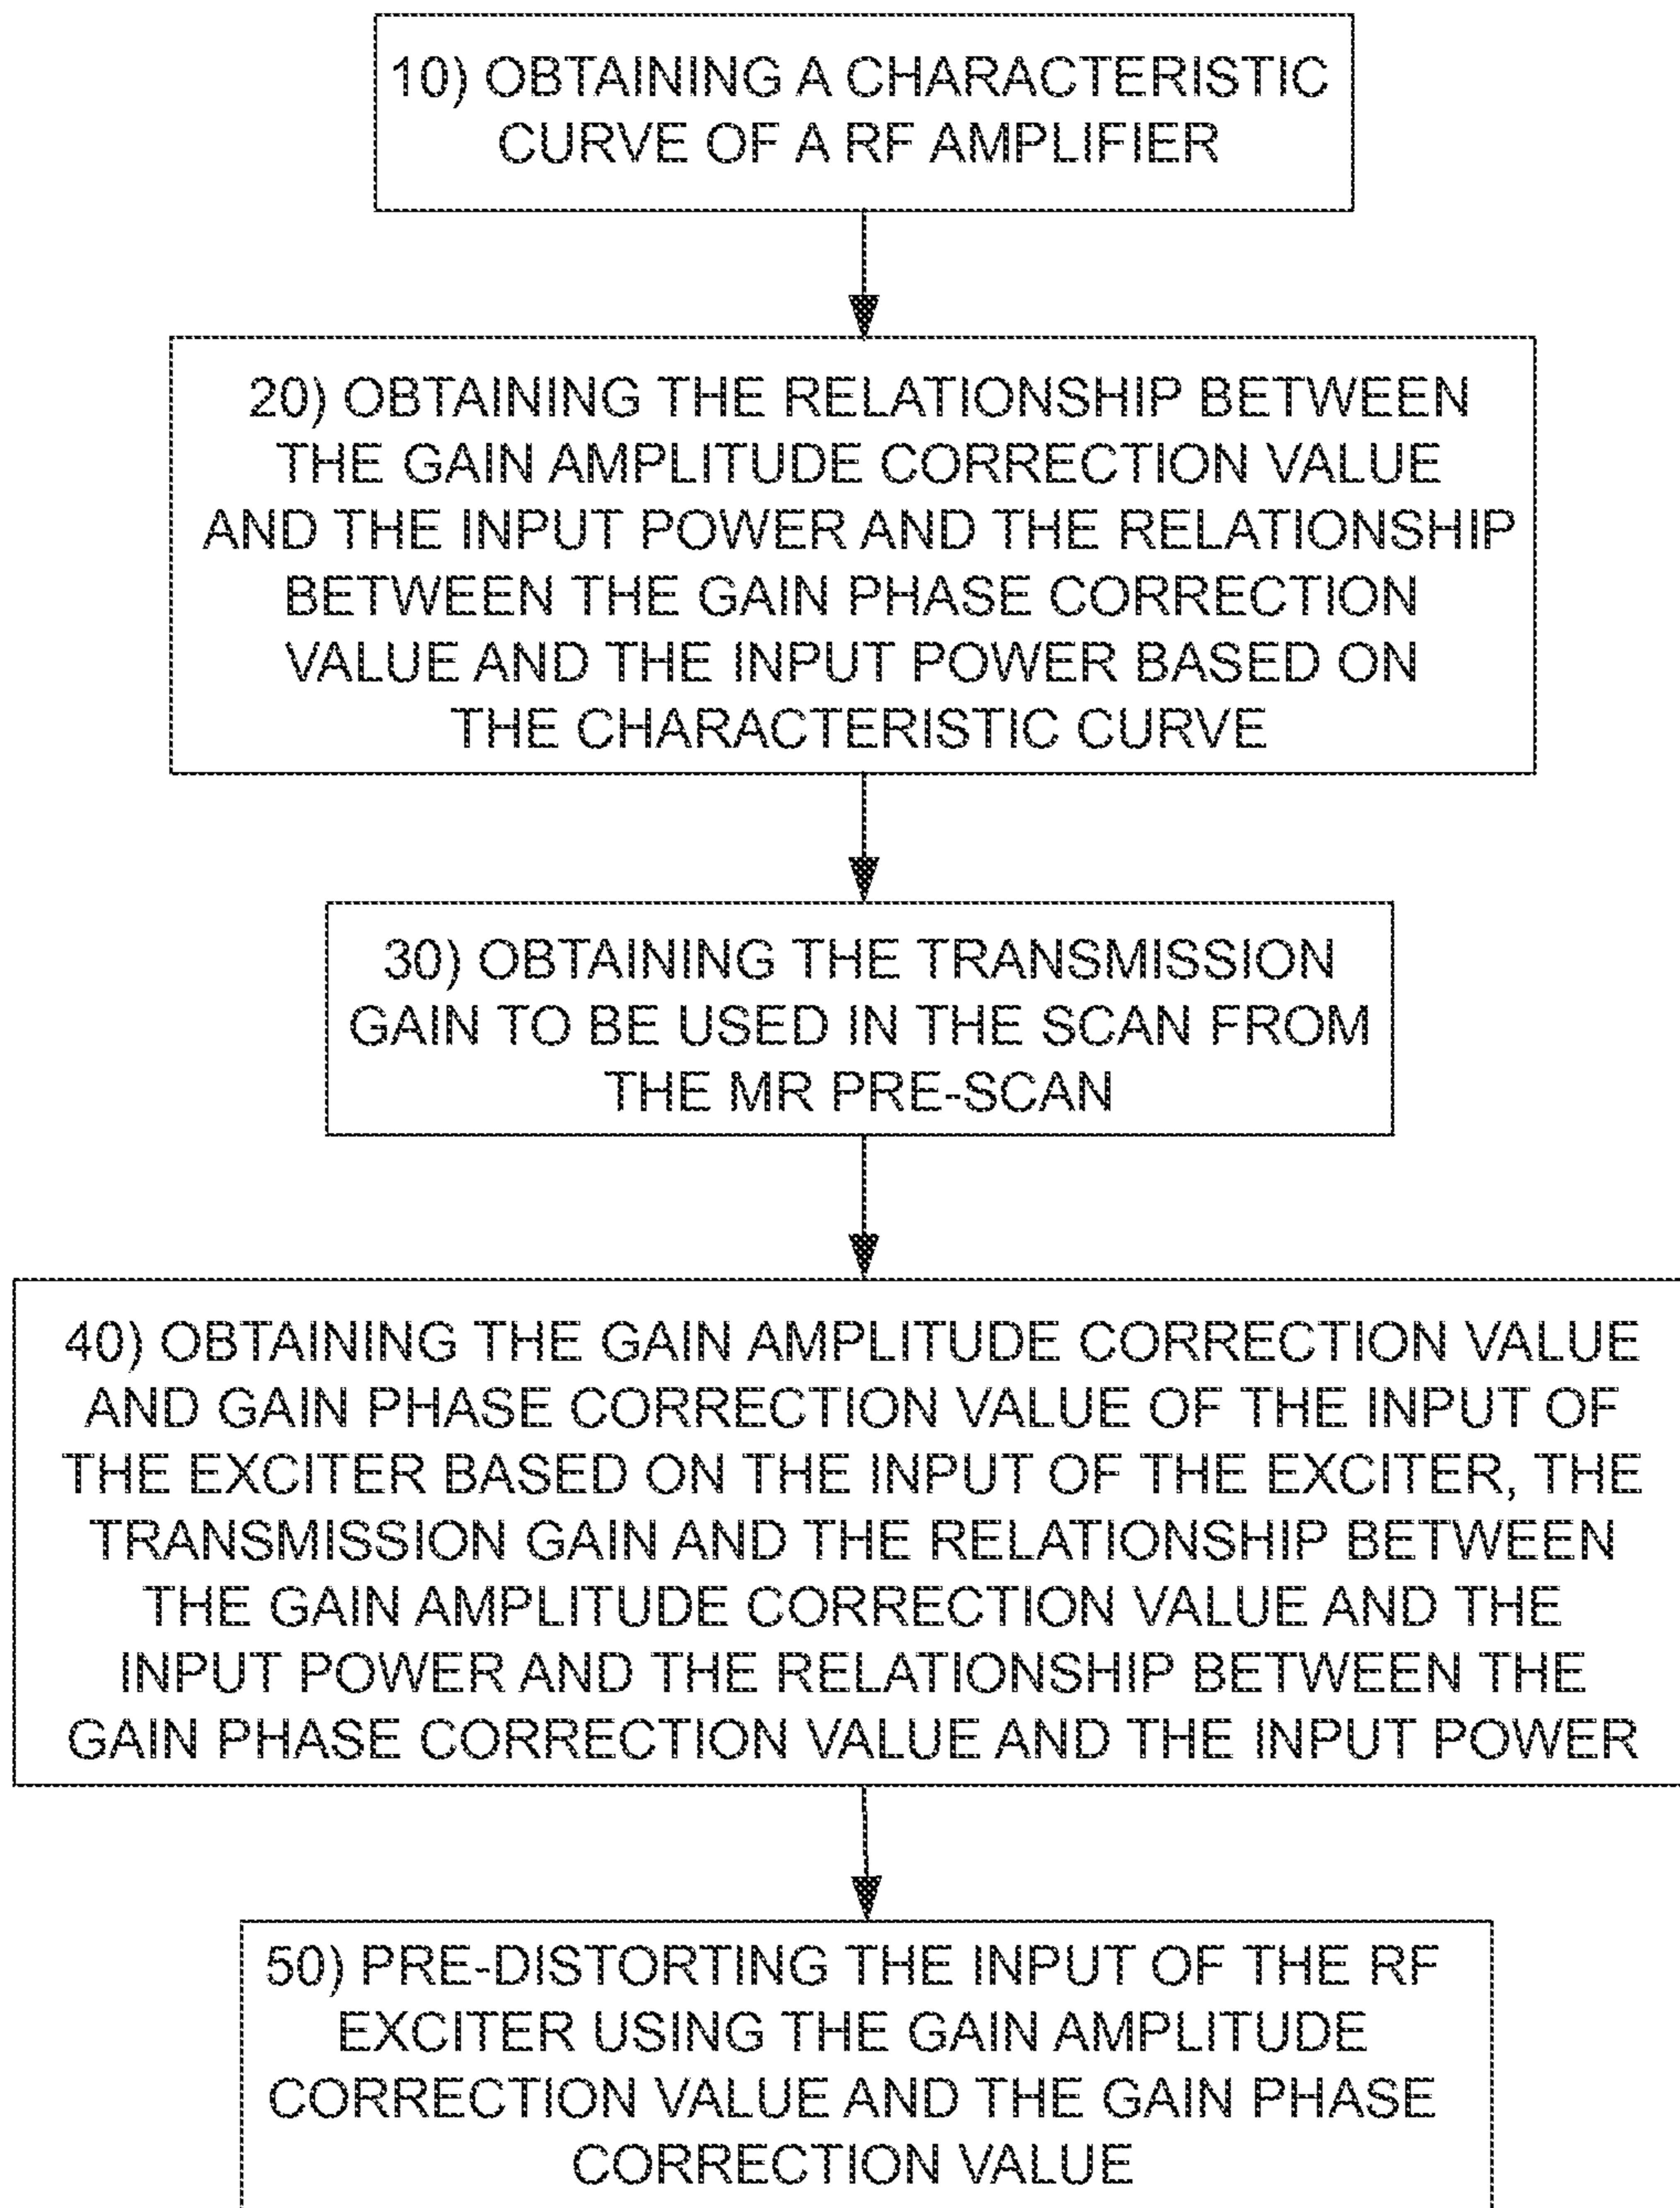 10) OBTAINING A CHARACTERISTIC
CURVE OF A RF AMPLIFIER
20) OBTAINING THE RELATIONSHIP BETWEEN
THE GAIN AMPLITUDE CORRECTION VALUE
AND THE INPUT POWER AND THE RELATIONSHIP
BETWEEN THE GAIN PHASE CORRECTION
VALUE AND THE INPUT POWER BASED ON
THE CHARACTERISTIC CURVE
30) OBTAINING THE TRANSMISSION
GAIN TO BE USED IN THE SCAN FROM
THE MR PRE-SCAN
40) OBTAINING THE GAIN AMPLITUDE CORRECTION VALUE
AND GAIN PHASE CORRECTION VALUE OF THE INPUT OF
THE EXCITER BASED ON THE INPUT OF THE EXCITER, THE
TRANSMISSION GAIN AND THE RELATIONSHIP BETWEEN
THE GAIN AMPLITUDE CORRECTION VALUE AND THE
INPUT POWER AND THE RELATIONSHIP BETWEEN THE
GAIN PHASE CORRECTION VALUE AND THE INPUT POWER
50) PRE-DISTORTING THE INPUT OF THE RF
EXCITER USING THE GAIN AMPLITUDE
CORRECTION VALUE AND THE GAIN PHASE
CORRECTION VALUE